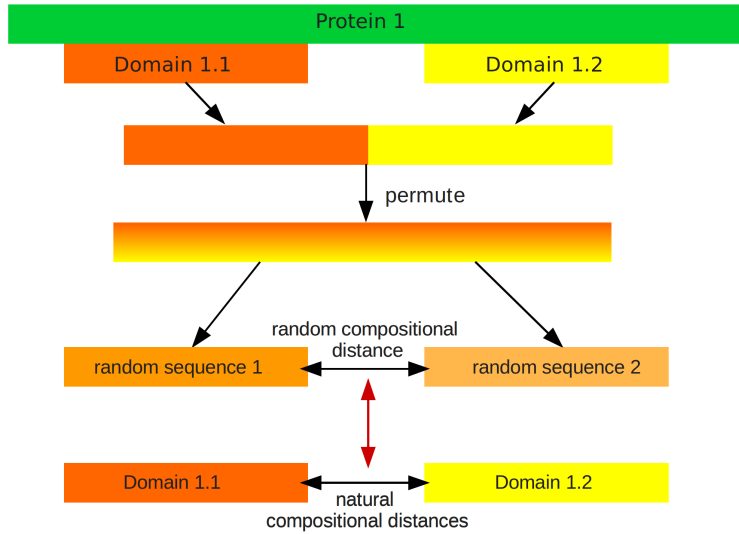 Protein 1
Domain 1.1
Domain 1.2
permute
random compositional
distance
random sequence 1
random sequence 2
Domain 1.1
Domain 1.2
natural
compositional distances